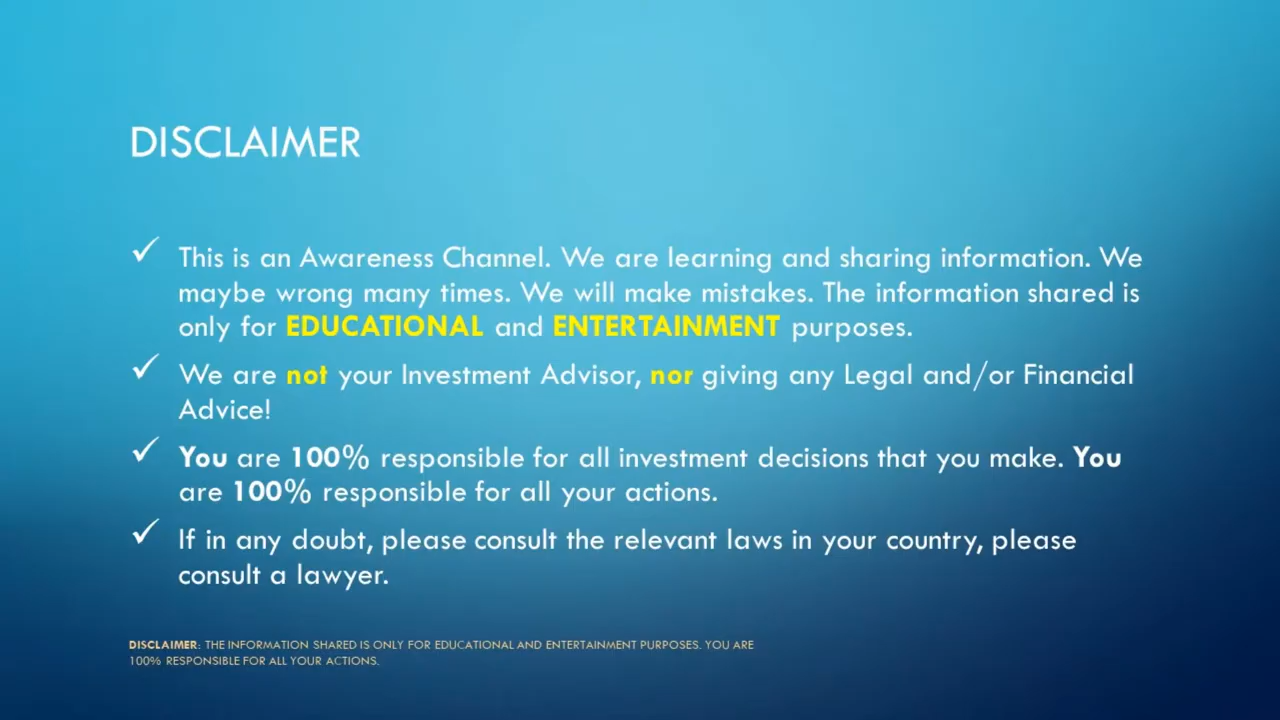 DISCLAIMER
This is an Awareness Channel. We are learning and sharing information. We
maybe wrong many times. We will make mistakes. The information shared is
only for EDUCATIONAL and ENTERTAINMENT purposes.
We are not your Investment Advisor, nor giving any Legal and/or Financial
Advice!
You are 100% responsible for all investment decisions that you make. You
are 100% responsible for all your actions.
If in any doubt, please consult the relevant laws in your country, please
consult a lawyer.
DISCLAIMER: THE INFORMATION SHARED IS ONLY FOR EDUCATIONAL AND ENTERTAINMENT PURPOSES. YOU ARE
100% RESPONSIBLE FOR ALL YOUR ACTIONS.